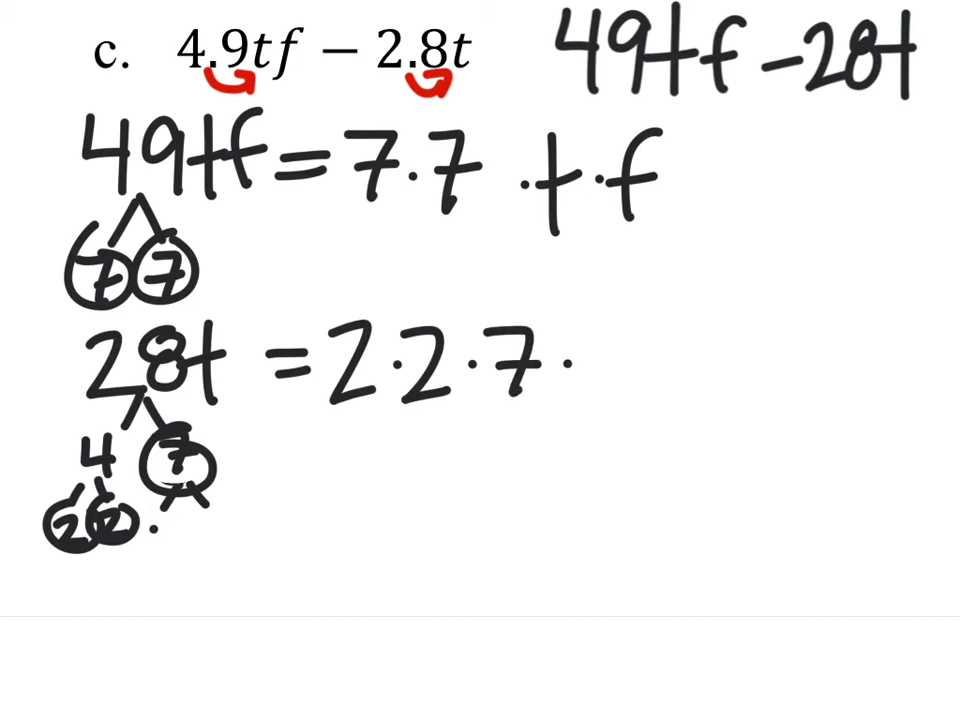 c. 4.9tf − 2.8t 49tf - 28t
49tf = 7 · 7 · t · f
7 7
28t = 2 · 2 · 7 ·
4 7
2 2 ·